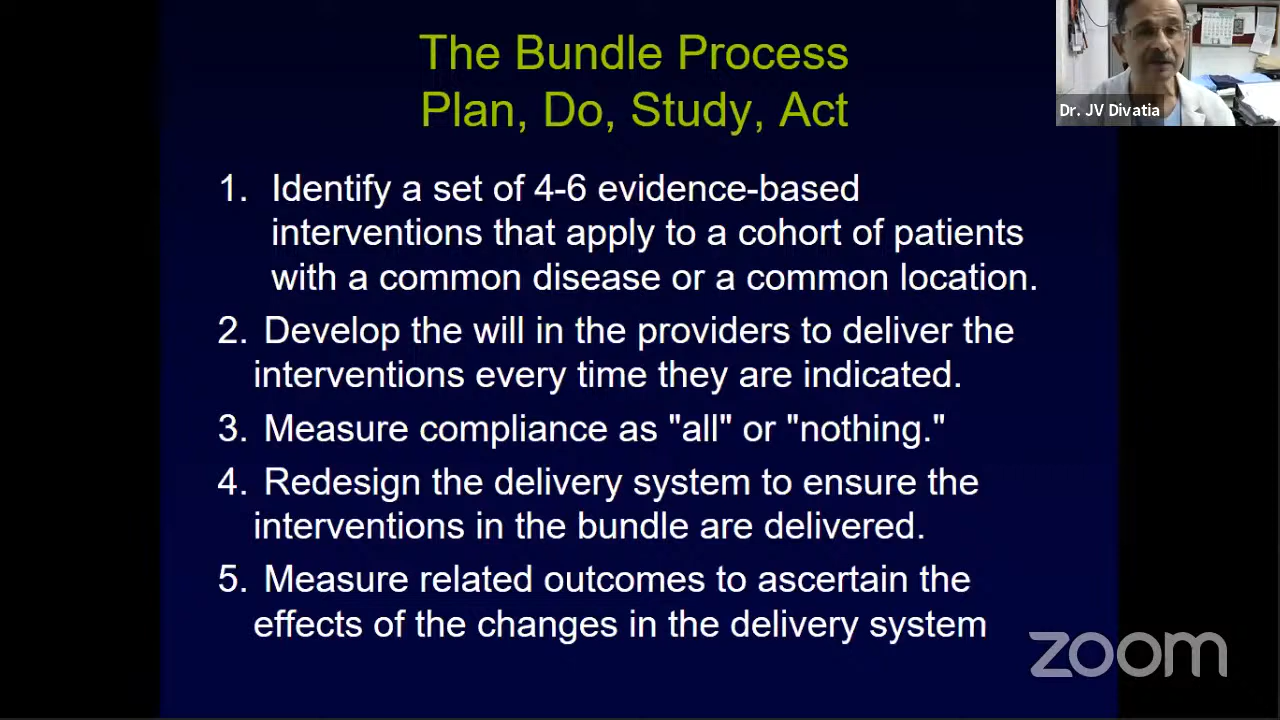 The Bundle Process
Plan, Do, Study, Act
Dr. JV Divatia
1. Identify a set of 4-6 evidence-based
interventions that apply to a cohort of patients
with a common disease or a common location.
2. Develop the will in the providers to deliver the
interventions every time they are indicated.
3. Measure compliance as "all" or "nothing."
4. Redesign the delivery system to ensure the
interventions in the bundle are delivered.
5. Measure related outcomes to ascertain the
effects of the changes in the delivery system
zoom